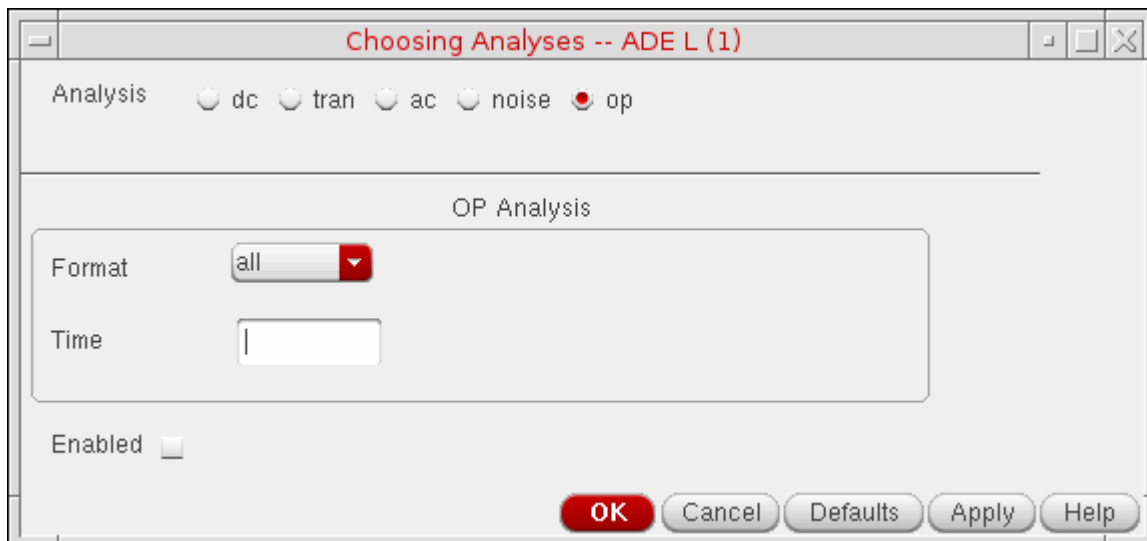 Choosing Analyses -- ADE L (1)
Analysis dc tran ac noise op
OP Analysis
Format all
Time
Enabled
OK Cancel Defaults Apply Help